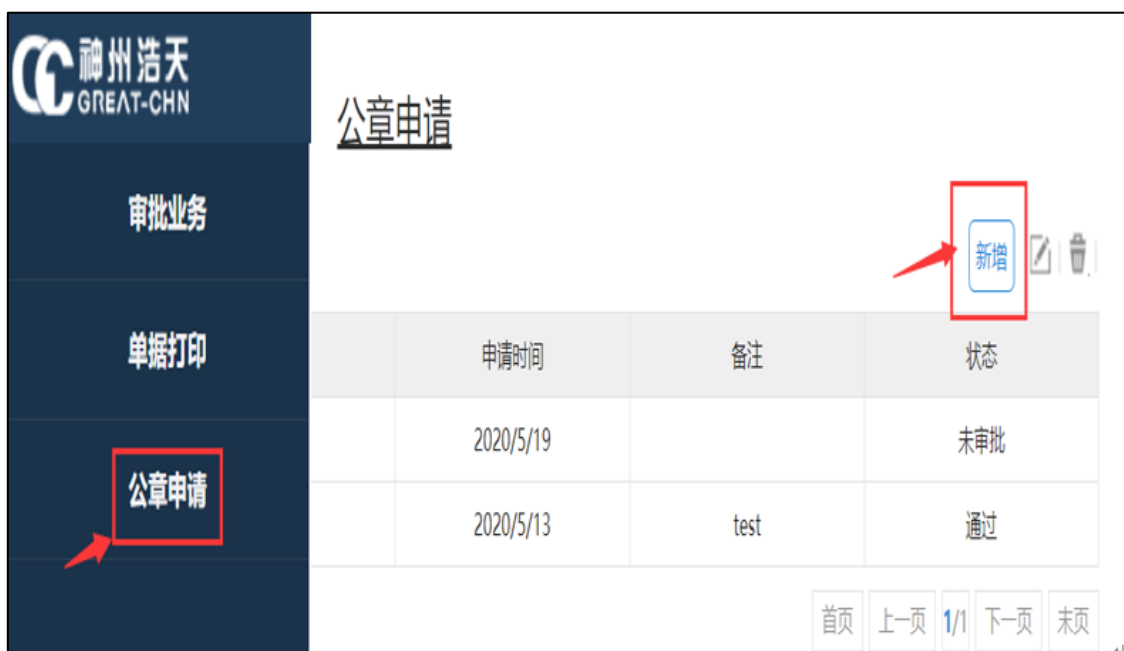 神州浩天
GREAT-CHN
审批业务
单据打印
公章申请
公章申请
新增
申请时间 备注 状态
2020/5/19 未审批
2020/5/13 test 通过
首页 上一页 1/1 下一页 末页